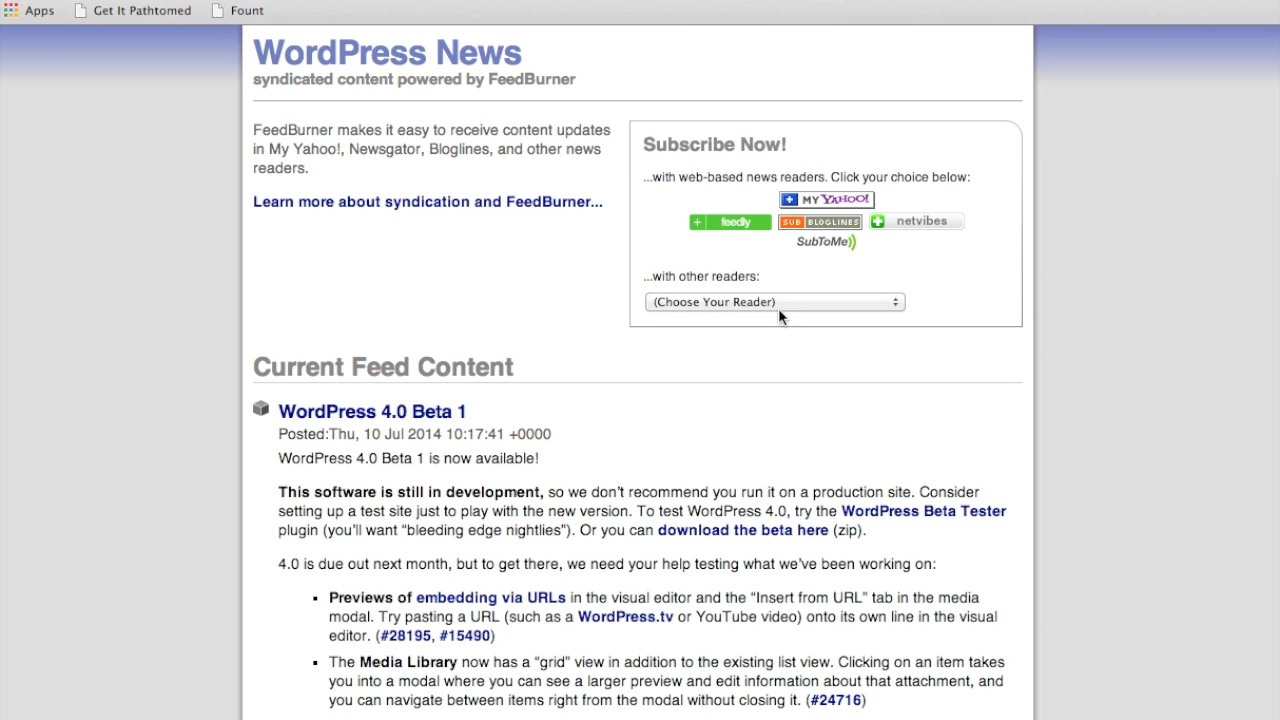 Apps Get It Pathtomed Fount
WordPress News
syndicated content powered by FeedBurner
FeedBurner makes it easy to receive content updates
in My Yahoo!, Newsgator, Bloglines, and other news
readers.
Learn more about syndication and FeedBurner...
Subscribe Now!
...with web-based news readers. Click your choice below:
MY YAHOO!
feedly SUB BLOGLINES netvibes
SubToMe
...with other readers:
(Choose Your Reader)
Current Feed Content
WordPress 4.0 Beta 1
Posted:Thu, 10 Jul 2014 10:17:41 +0000
WordPress 4.0 Beta 1 is now available!
This software is still in development, so we don’t recommend you run it on a production site. Consider
setting up a test site just to play with the new version. To test WordPress 4.0, try the WordPress Beta Tester
plugin (you’ll want “bleeding edge nightlies”). Or you can download the beta here (zip).
4.0 is due out next month, but to get there, we need your help testing what we’ve been working on:
Previews of embedding via URLs in the visual editor and the “Insert from URL” tab in the media
modal. Try pasting a URL (such as a WordPress.tv or YouTube video) onto its own line in the visual
editor. (#28195, #15490)
The Media Library now has a “grid” view in addition to the existing list view. Clicking on an item takes
you into a modal where you can see a larger preview and edit information about that attachment, and
you can navigate between items right from the modal without closing it. (#24716)